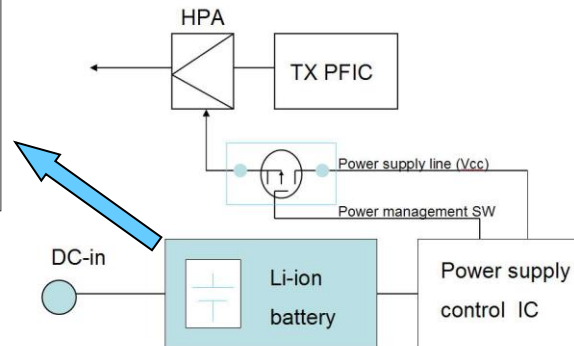 HPA
TX PFIC
Power supply line (Vcc)
Power management SW
DC-in
Li-ion
battery
Power supply
control IC